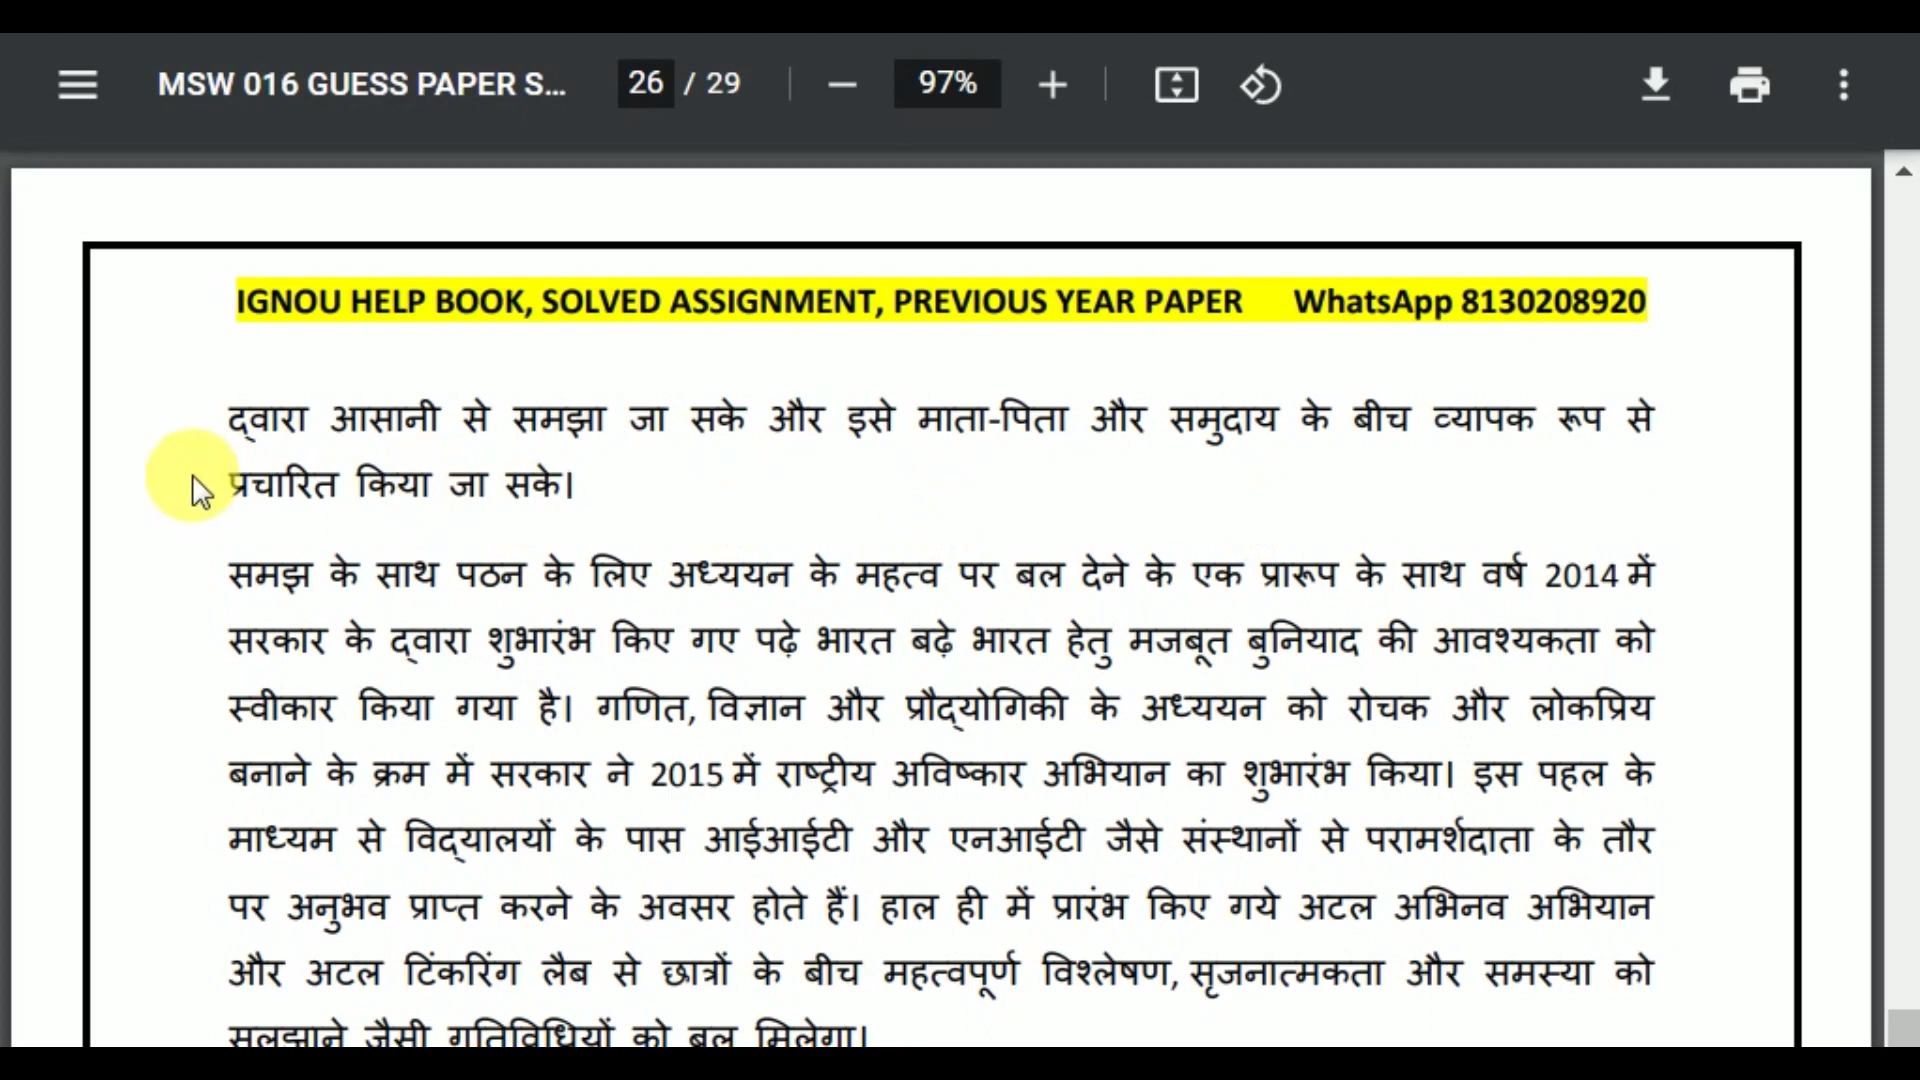 MSW 016 GUESS PAPER S... 26 / 29 97%
IGNOU HELP BOOK, SOLVED ASSIGNMENT, PREVIOUS YEAR PAPER WhatsApp 8130208920
द्वारा आसानी से समझा जा सके और इसे माता-पिता और समुदाय के बीच व्यापक रूप से
प्रचारित किया जा सके।
समझ के साथ पठन के लिए अध्ययन के महत्व पर बल देने के एक प्रारूप के साथ वर्ष 2014 में
सरकार के द्वारा शुभारंभ किए गए पढ़े भारत बढ़े भारत हेतु मजबूत बुनियाद की आवश्यकता को
स्वीकार किया गया है। गणित, विज्ञान और प्रौद्योगिकी के अध्ययन को रोचक और लोकप्रिय
बनाने के क्रम में सरकार ने 2015 में राष्ट्रीय अविष्कार अभियान का शुभारंभ किया। इस पहल के
माध्यम से विद्यालयों के पास आईआईटी और एनआईटी जैसे संस्थानों से परामर्शदाता के तौर
पर अनुभव प्राप्त करने के अवसर होते हैं। हाल ही में प्रारंभ किए गये अटल अभिनव अभियान
और अटल टिंकरिंग लैब से छात्रों के बीच महत्वपूर्ण विश्लेषण, सृजनात्मकता और समस्या को
सुलझाने जैसी गतिविधियों को बल मिलेगा।